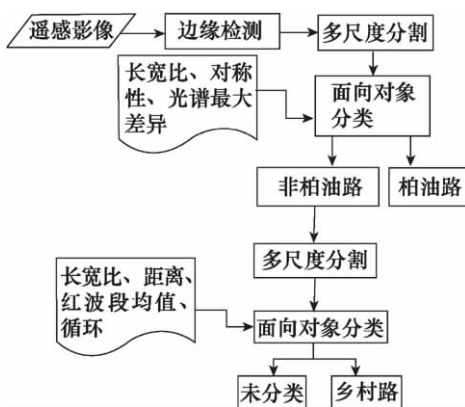 遥感影像
边缘检测
多尺度分割
长宽比、对称
性、光谱最大
差异
面向对象
分类
非柏油路
柏油路
多尺度分割
长宽比、距离、
红波段均值、
循环
面向对象分类
未分类
乡村路